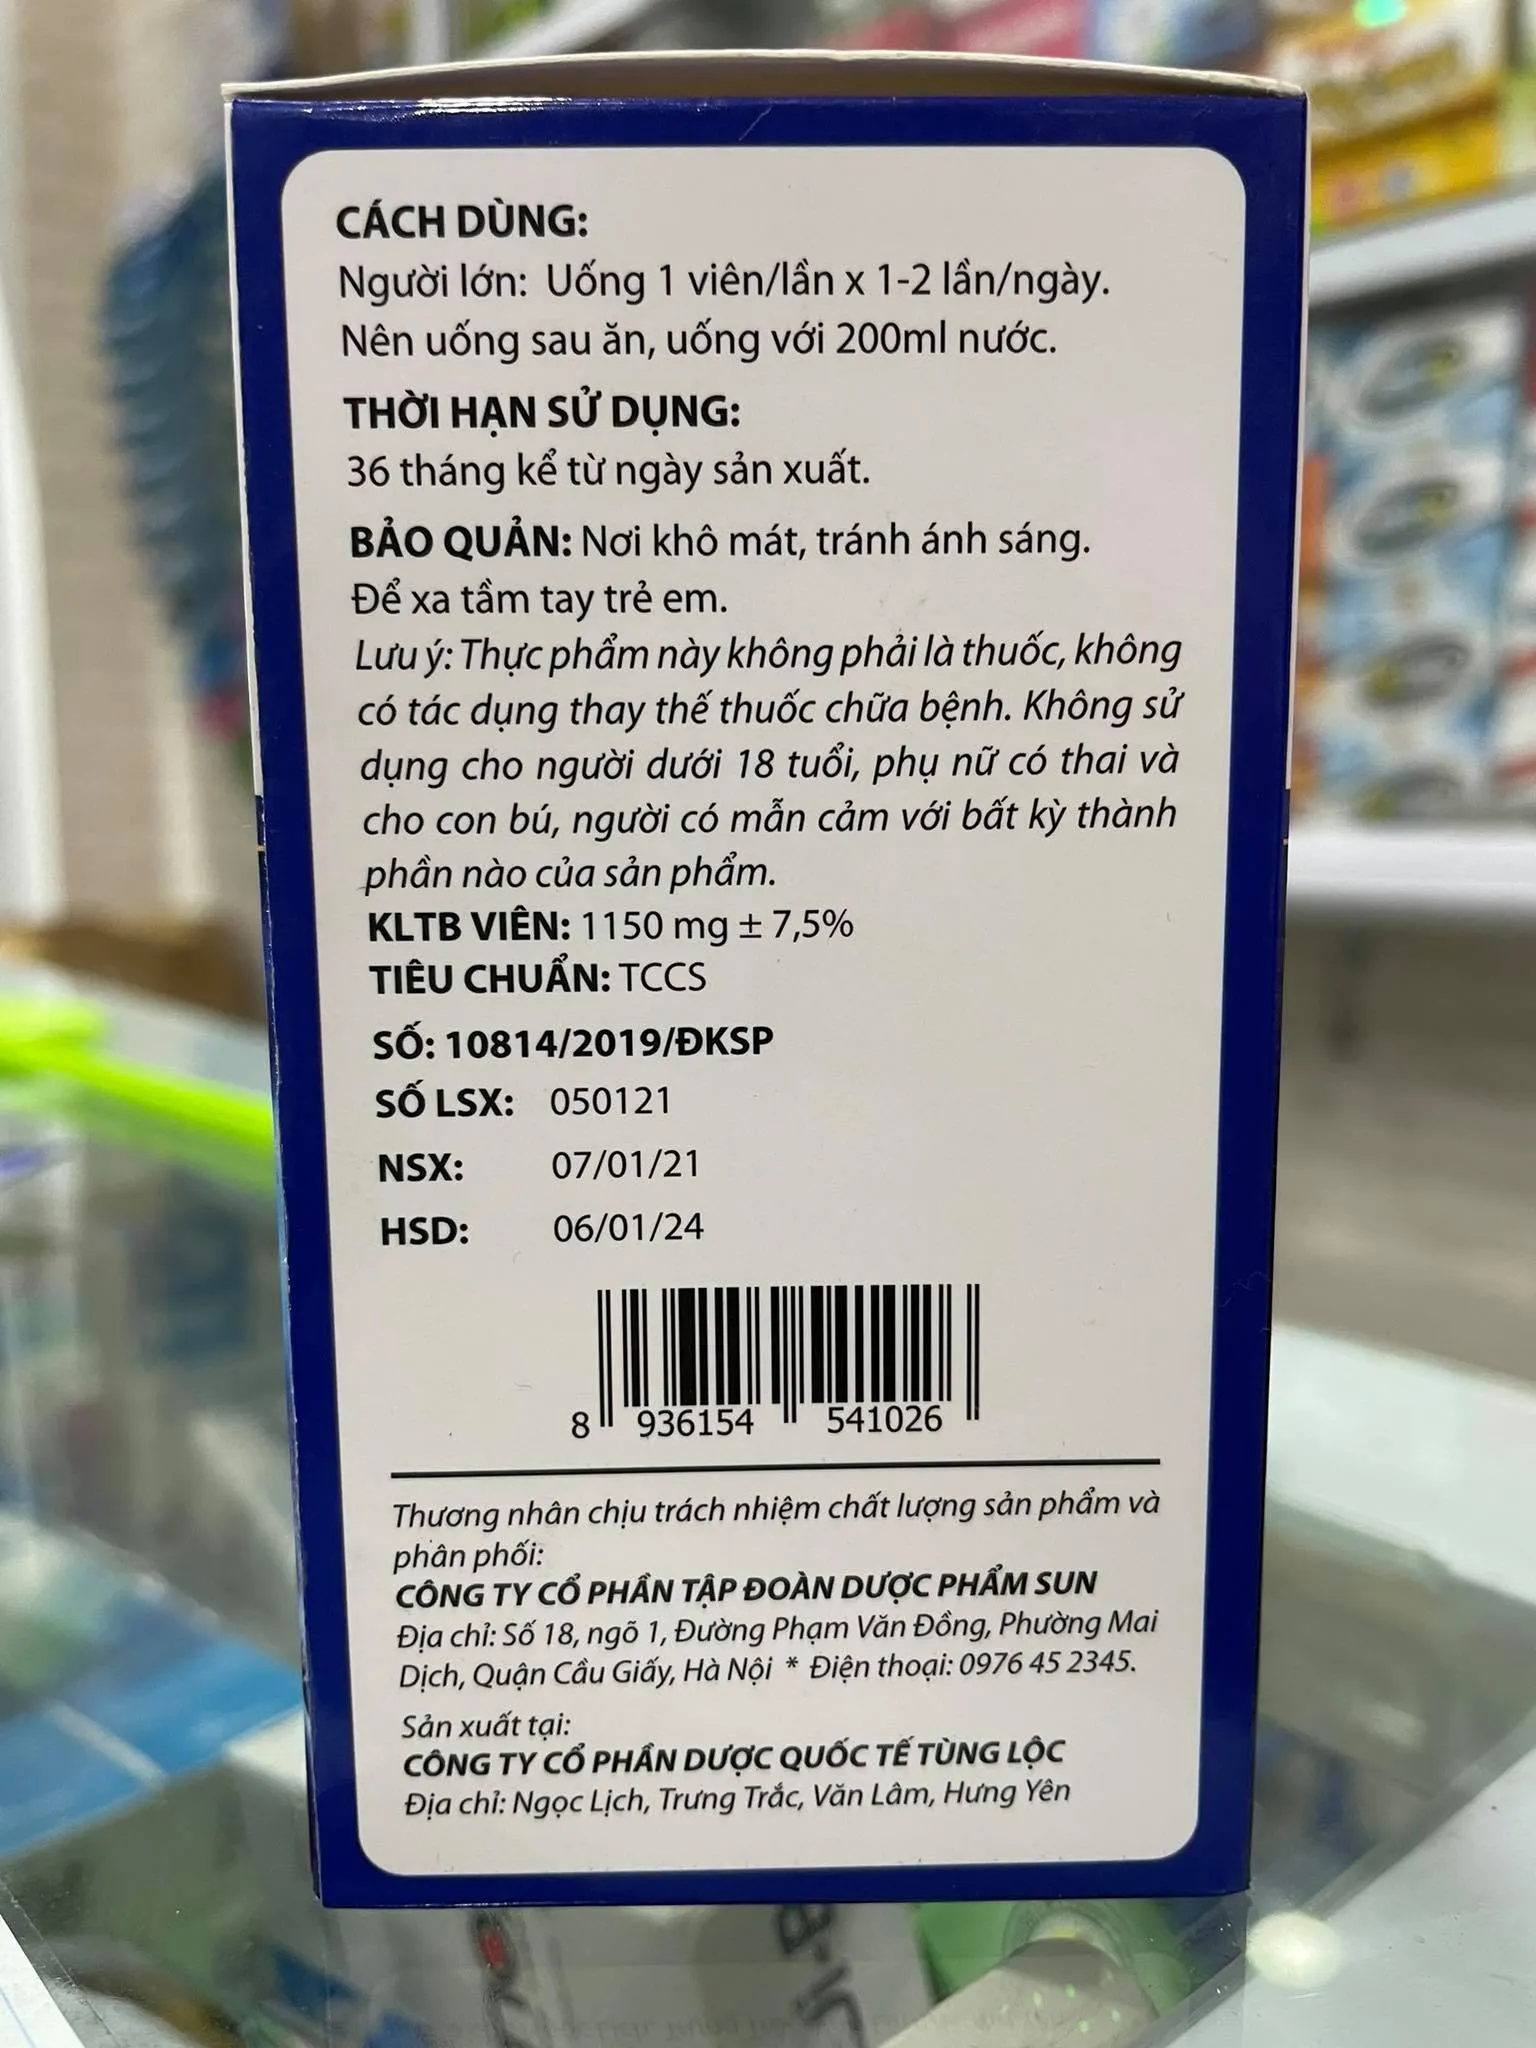 CÁCH DÙNG:
Người lớn: Uống 1 viên/lần x 1-2 lần/ngày.
Nên uống sau ăn, uống với 200ml nước.
THỜI HẠN SỬ DỤNG:
36 tháng kể từ ngày sản xuất.
BẢO QUẢN: Nơi khô mát, tránh ánh sáng.
Để xa tầm tay trẻ em.
Lưu ý: Thực phẩm này không phải là thuốc, không
có tác dụng thay thế thuốc chữa bệnh. Không sử
dụng cho người dưới 18 tuổi, phụ nữ có thai và
cho con bú, người có mẫn cảm với bất kỳ thành
phần nào của sản phẩm.
KLTB VIÊN: 1150 mg ± 7,5%
TIÊU CHUẨN: TCCS
SỐ: 10814/2019/ĐKSP
SỐ LSX: 050121
NSX: 07/01/21
HSD: 06/01/24
8 936154 541026
Thương nhân chịu trách nhiệm chất lượng sản phẩm và
phân phối:
CÔNG TY CỔ PHẦN TẬP ĐOÀN DƯỢC PHẨM SUN
Địa chỉ: Số 18, ngõ 1, Đường Phạm Văn Đồng, Phường Mai
Dịch, Quận Cầu Giấy, Hà Nội * Điện thoại: 0976 45 2345.
Sản xuất tại:
CÔNG TY CỔ PHẦN DƯỢC QUỐC TẾ TÙNG LỘC
Địa chỉ: Ngọc Lịch, Trưng Trắc, Văn Lâm, Hưng Yên